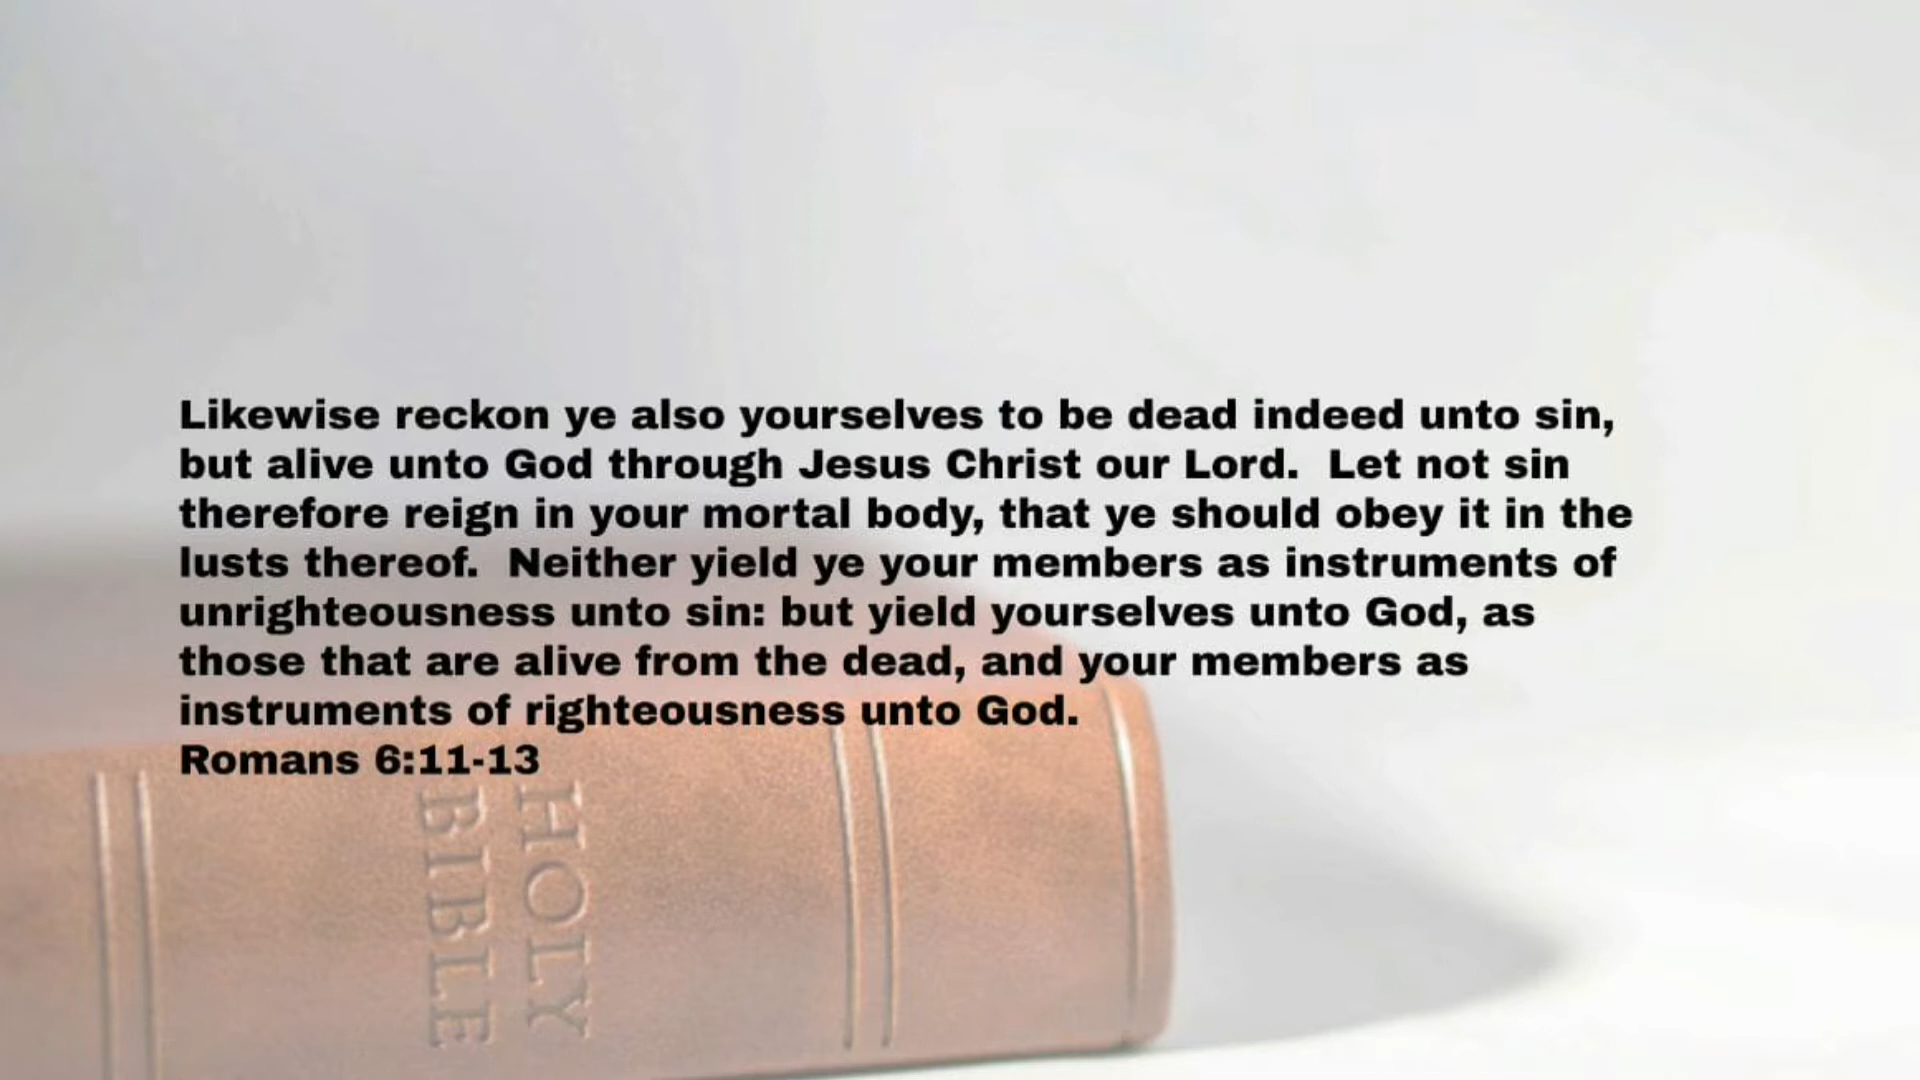 Likewise reckon ye also yourselves to be dead indeed unto sin,
but alive unto God through Jesus Christ our Lord.  Let not sin
therefore reign in your mortal body, that ye should obey it in the
lusts thereof.  Neither yield ye your members as instruments of
unrighteousness unto sin: but yield yourselves unto God, as
those that are alive from the dead, and your members as
instruments of righteousness unto God.
Romans 6:11-13
HOLY
BIBLE